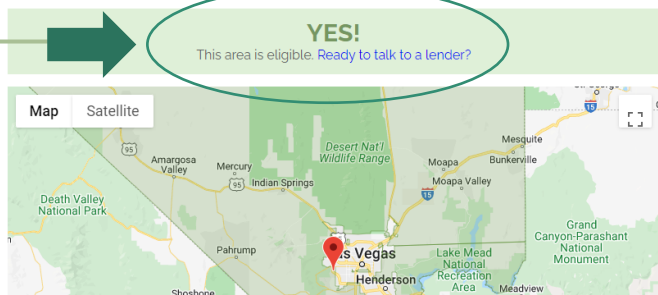 YES!
This area is eligible. Ready to talk to a lender?
Map
Satellite
15
Mesquite
Bunkerville
95
Desert Nat'l
Wildlife Range
Amargosa
Valley
Mercury
Moapa
95
Indian Springs
Moapa Valley
15
Death Valley
National Park
Grand
Canyon-Parashant
National
Monument
Pahrump
Vegas
Lake Mead
National
Recreation
Area
Henderson
Meadview
Shoshone